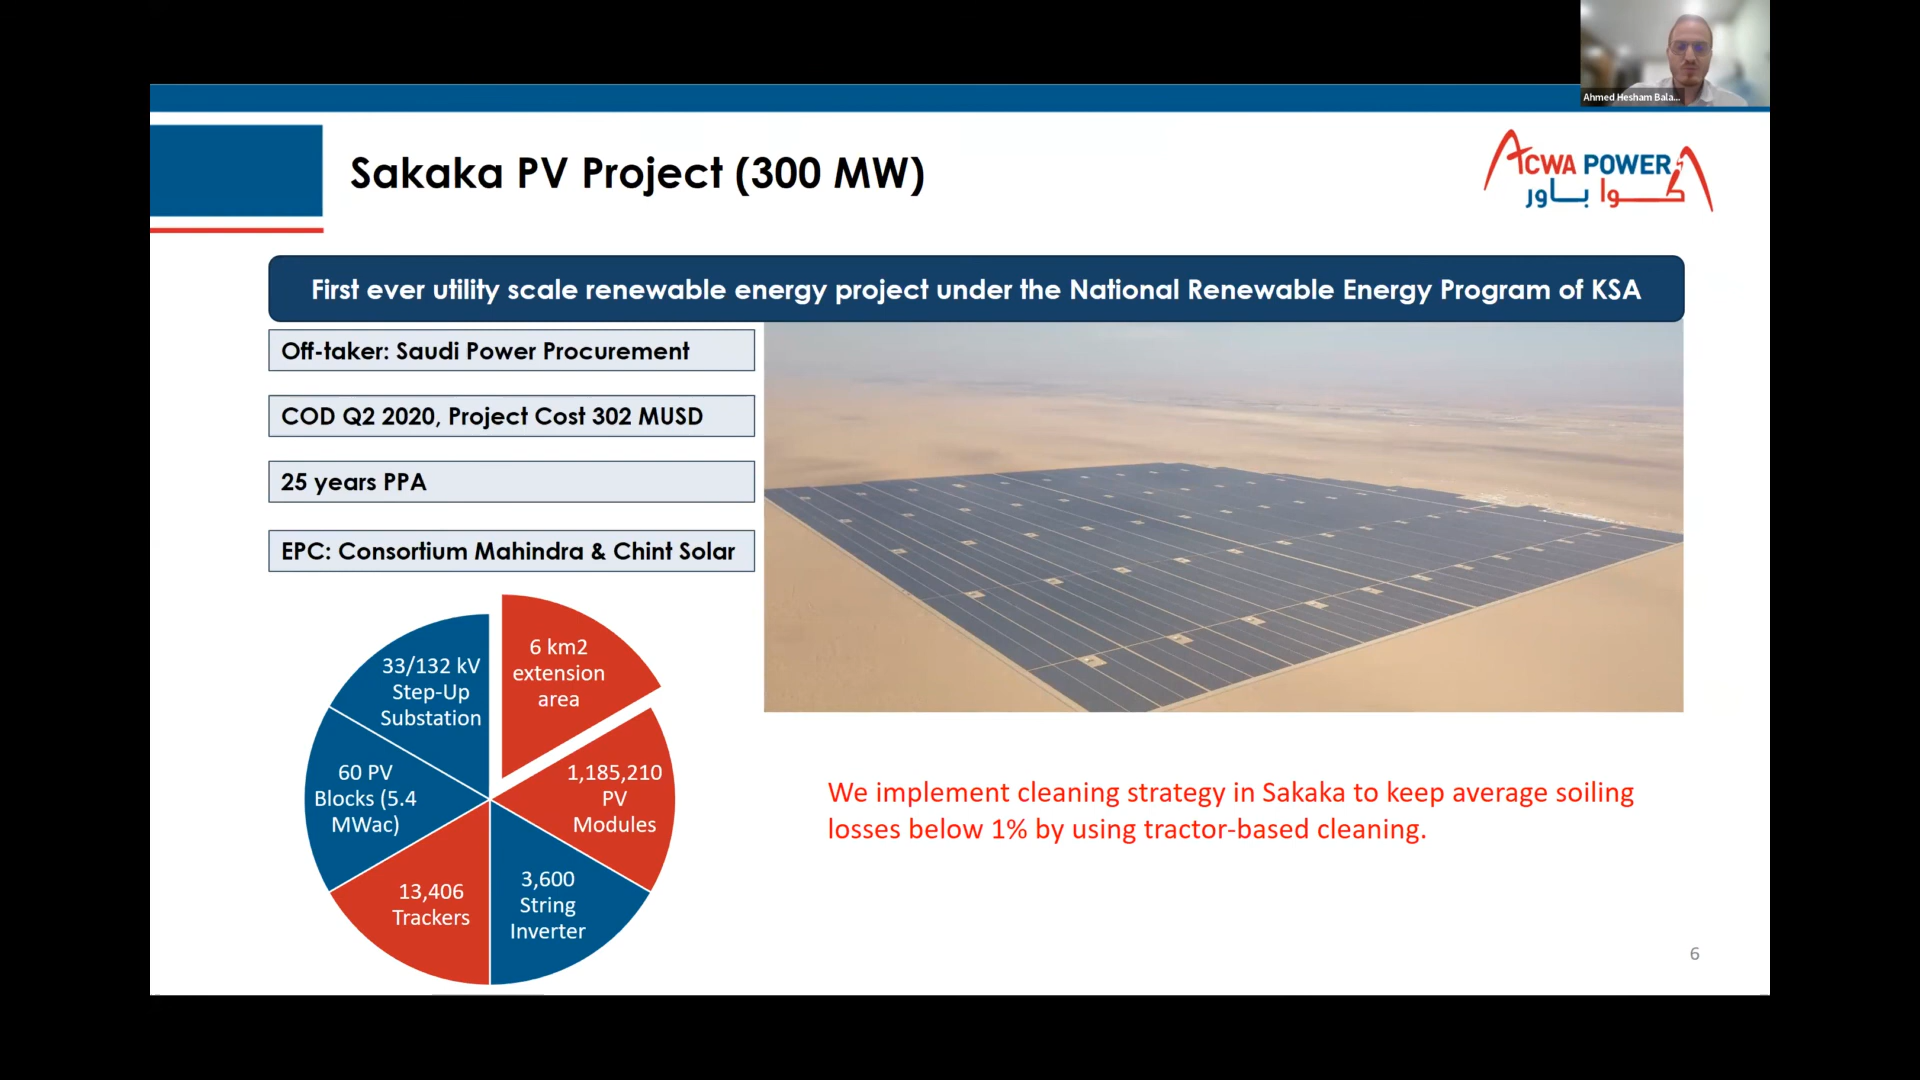 Ahmed Hesham Bala...
Sakaka PV Project (300 MW)
ACWA POWER
أكوا باور
First ever utility scale renewable energy project under the National Renewable Energy Program of KSA
Off-taker: Saudi Power Procurement
COD Q2 2020, Project Cost 302 MUSD
25 years PPA
EPC: Consortium Mahindra & Chint Solar
33/132 kV
Step-Up
Substation
6 km2
extension
area
60 PV
Blocks (5.4
MWac)
1,185,210
PV
Modules
13,406
Trackers
3,600
String
Inverter
We implement cleaning strategy in Sakaka to keep average soiling
losses below 1% by using tractor-based cleaning.
6